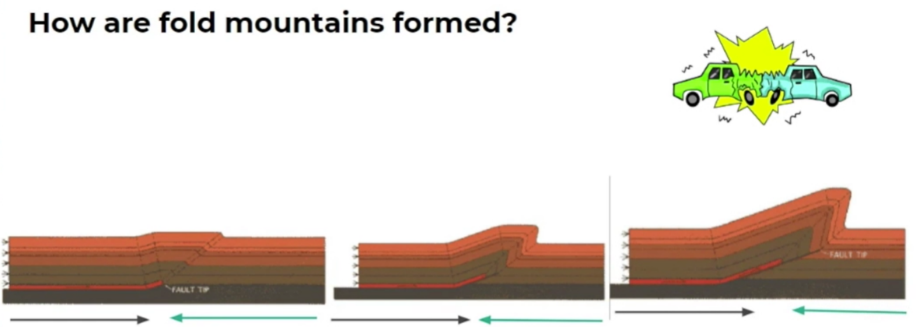 How are fold mountains formed?
FAULT TIP
FAULT TIP